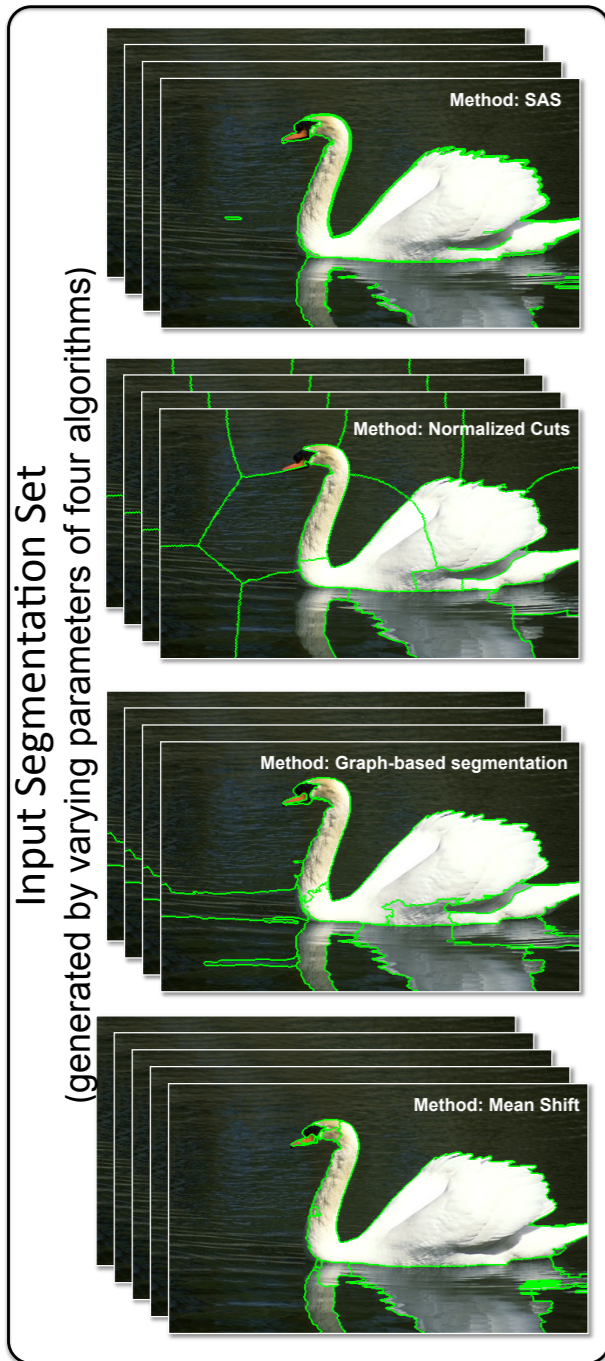 Input Segmentation Set
(generated by varying parameters of four algorithms)
Method: SAS
Method: Normalized Cuts
Method: Graph-based segmentation
Method: Mean Shift